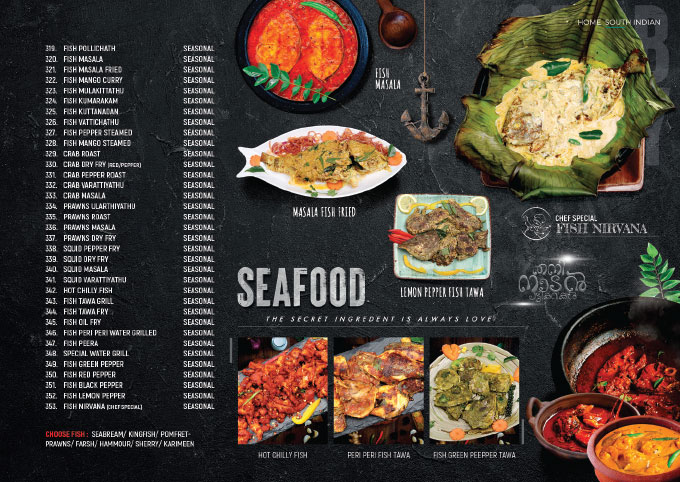 HOME SOUTH INDIAN
319. FISH POLLICHATH SEASONAL
320. FISH MASALA SEASONAL
321. FISH MASALA FRIED SEASONAL
322. FISH MANGO CURRY SEASONAL
323. FISH MULAKITTATHU SEASONAL
324. FISH KUMARAKAM SEASONAL
325. FISH KUTTANADAN SEASONAL
326. FISH VATTICHATHU SEASONAL
327. FISH PEPPER STEAMED SEASONAL
328. FISH MANGO STEAMED SEASONAL
329. CRAB ROAST SEASONAL
330. CRAB DRY FRY (RED/PEPPER) SEASONAL
331. CRAB PEPPER ROAST SEASONAL
332. CRAB VARATTIYATHU SEASONAL
333. CRAB MASALA SEASONAL
334. PRAWNS ULARTHIYATHU SEASONAL
335. PRAWNS ROAST SEASONAL
336. PRAWNS MASALA SEASONAL
337. PRAWNS DRY FRY SEASONAL
338. SQUID PEPPER FRY SEASONAL
339. SQUID DRY FRY SEASONAL
340. SQUID MASALA SEASONAL
341. SQUID VARATTIYATHU SEASONAL
342. HOT CHILLY FISH SEASONAL
343. FISH TAWA GRILL SEASONAL
344. FISH TAWA FRY SEASONAL
345. FISH OIL FRY SEASONAL
346. FISH PERI PERI WATER GRILLED SEASONAL
347. FISH PEERA SEASONAL
348. SPECIAL WATER GRILL SEASONAL
349. FISH GREEN PEPPER SEASONAL
350. FISH RED PEPPER SEASONAL
351. FISH BLACK PEPPER SEASONAL
352. FISH LEMON PEPPER SEASONAL
353. FISH NIRVANA (CHEF SPECIAL) SEASONAL
CHOOSE FISH : SEABREAM/ KINGFISH/ POMFRET-
PRAWNS/ FARSH/ HAMMOUR/ SHERRY/ KARIMEEN
FISH
MASALA
MASALA FISH FRIED
LEMON PEPPER FISH TAWA
CHEF SPECIAL
FISH NIRVANA
SEAFOOD
THE SECRET INGREDENT IS ALWAYS LOVE
HOT CHILLY FISH
PERI PERI FISH TAWA
FISH GREEN PEEPPER TAWA